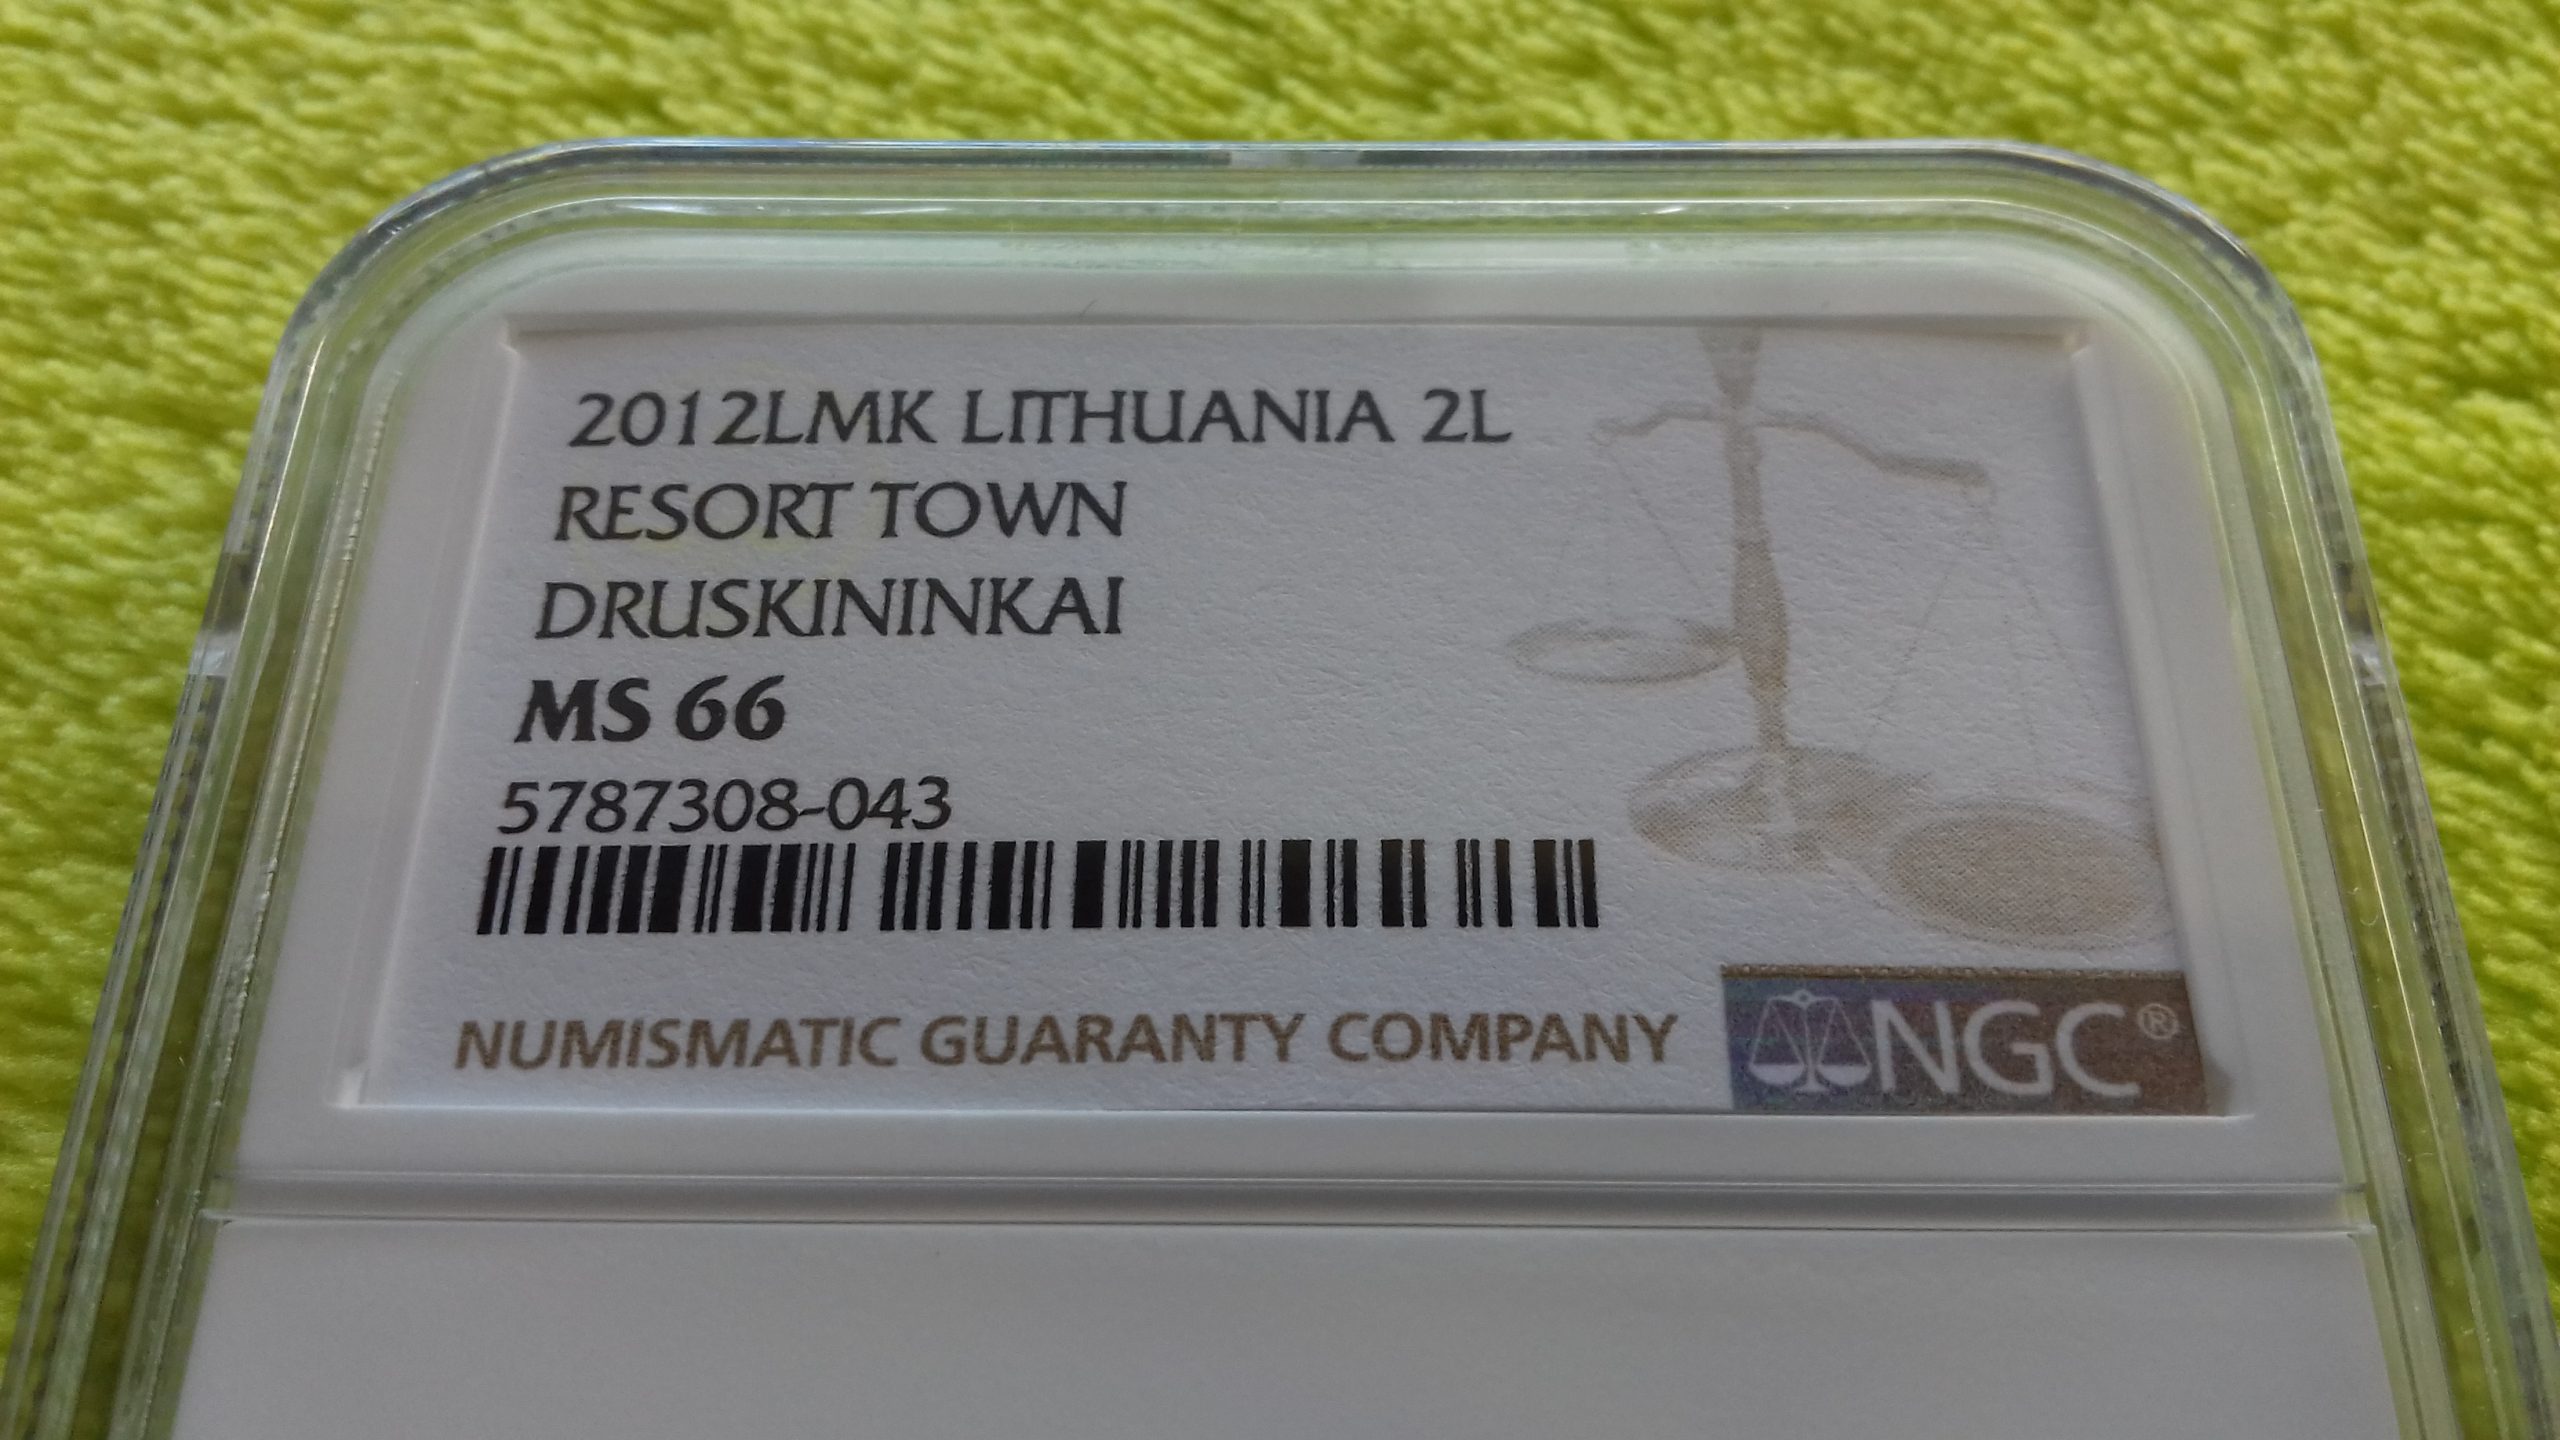 2012LMK LITHUANIA 2L
RESORT TOWN
DRUSKININKAI
MS 66
5787308-043
NUMISMATIC GUARANTY COMPANY
NGC®